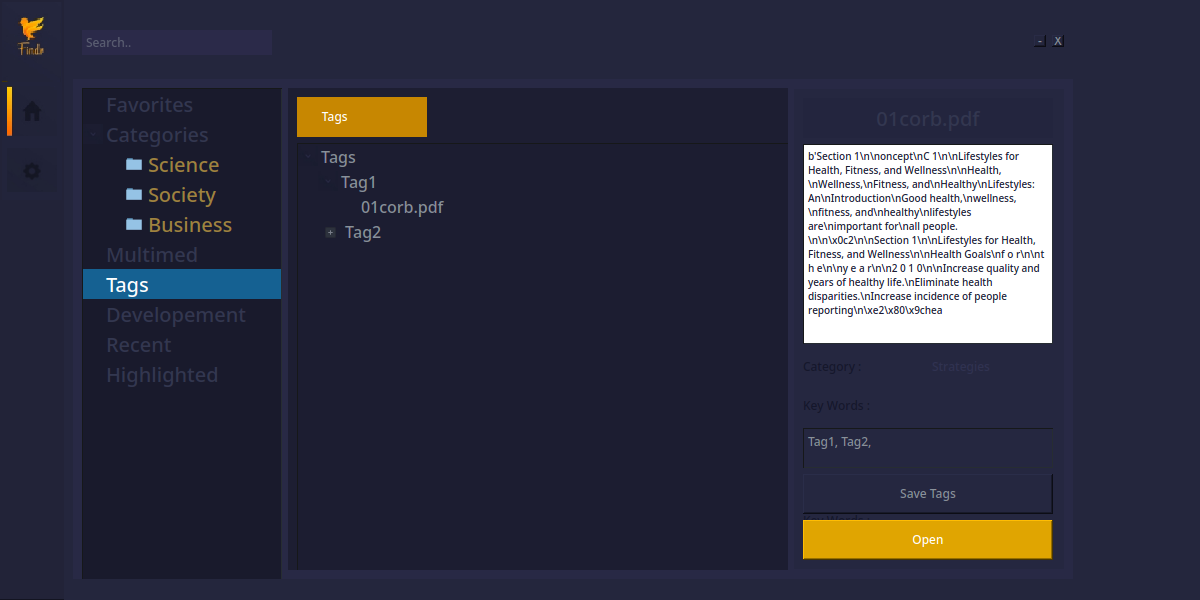 Findin
Search..
-
X
Favorites
Categories
Science
Society
Business
Multimed
Tags
Developement
Recent
Highlighted
Tags
Tags
Tag1
01corb.pdf
Tag2
01corb.pdf
b'Section 1\n\noncept\nC 1\n\nLifestyles for
Health, Fitness, and Wellness\n\nHealth,
\nWellness,\nFitness, and\nHealthy\nLifestyles:
An\nIntroduction\nGood health,\nwellness,
\nfitness, and\nhealthy\nlifestyles
are\nimportant for\nall people.
\n\n\x0c2\n\nSection 1\n\nLifestyles for Health,
Fitness, and Wellness\n\nHealth Goals\nf o r\n\nt
h e\n\ny e a r\n\n2 0 1 0\n\nIncrease quality and
years of healthy life.\nEliminate health
disparities.\nIncrease incidence of people
reporting\n\xe2\x80\x9chea
Category :
Strategies
Key Words :
Tag1, Tag2,
Save Tags
Open